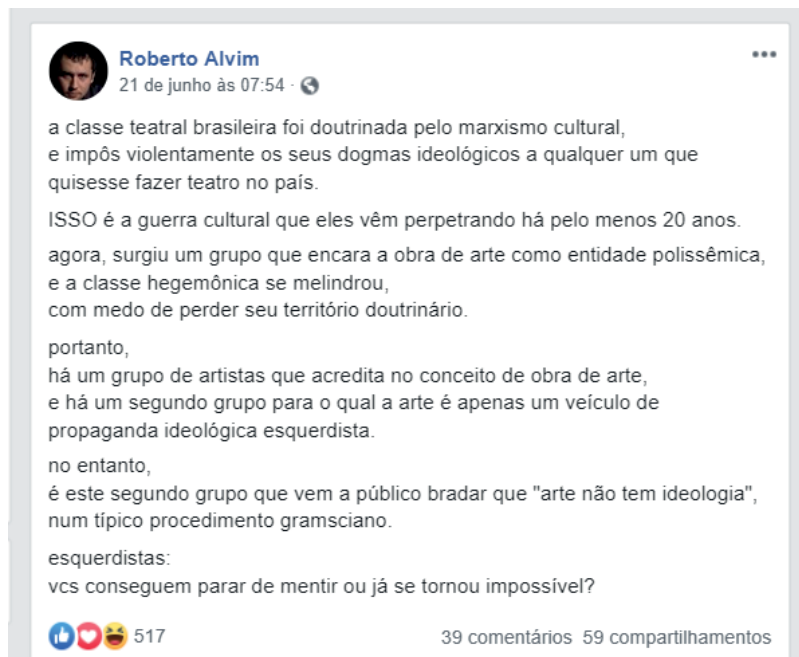 Roberto Alvim
21 de junho às 07:54 ·
a classe teatral brasileira foi doutrinada pelo marxismo cultural,
e impôs violentamente os seus dogmas ideológicos a qualquer um que
quisesse fazer teatro no país.
ISSO é a guerra cultural que eles vêm perpetrando há pelo menos 20 anos.
agora, surgiu um grupo que encara a obra de arte como entidade polissêmica,
e a classe hegemônica se melindrou,
com medo de perder seu território doutrinário.
portanto,
há um grupo de artistas que acredita no conceito de obra de arte,
e há um segundo grupo para o qual a arte é apenas um veículo de
propaganda ideológica esquerdista.
no entanto,
é este segundo grupo que vem a público bradar que "arte não tem ideologia",
num típico procedimento gramsciano.
esquerdistas:
vcs conseguem parar de mentir ou já se tornou impossível?
517 39 comentários 59 compartilhamentos